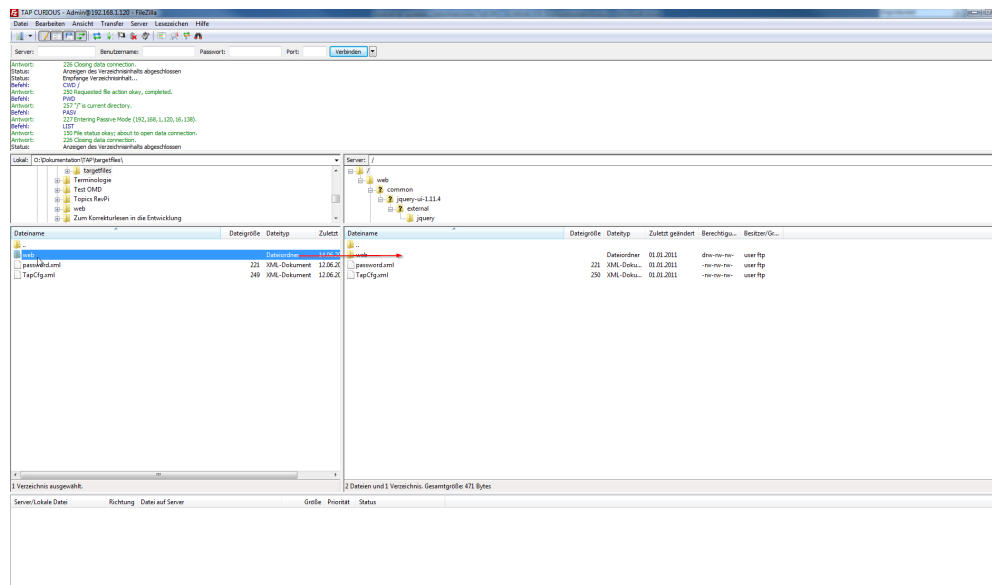 TAP CURIOUS - Admin@192.168.1.120 - FileZilla
Datei Bearbeiten Ansicht Transfer Server Lesezeichen Hilfe
Server: Benutzername: Passwort: Port: Verbinden
Antwort: 226 Closing data connection.
Status: Anzeigen des Verzeichnisinhalts abgeschlossen
Status: Empfange Verzeichnisinhalt...
Befehl: CWD /
Antwort: 250 Requested file action okay, completed.
Befehl: PWD
Antwort: 257 "/" is current directory.
Befehl: PASV
Antwort: 227 Entering Passive Mode (192,168,1,120,16,138).
Befehl: LIST
Antwort: 150 File status okay; about to open data connection.
Antwort: 226 Closing data connection.
Status: Anzeigen des Verzeichnisinhalts abgeschlossen
Lokal: O:\Dokumentation\TAP\targetfiles\
targetfiles
Terminologie
Test OMD
Topics RevPi
web
Zum Korrekturlesen in die Entwicklung
Server: /
/
web
common
jquery-ui-1.11.4
external
jquery
Dateiname Dateigröße Dateityp Zuletzt
..
web Dateiordner 12.06.20
password.xml 221 XML-Dokument 12.06.20
TapCfg.xml 249 XML-Dokument 12.06.20
1 Verzeichnis ausgewählt.
Dateiname Dateigröße Dateityp Zuletzt geändert Berechtigu... Besitzer/Gr...
..
web Dateiordner 01.01.2011 drw-rw-rw- user ftp
password.xml 221 XML-Doku... 01.01.2011 -rw-rw-rw- user ftp
TapCfg.xml 250 XML-Doku... 01.01.2011 -rw-rw-rw- user ftp
2 Dateien und 1 Verzeichnis. Gesamtgröße: 471 Bytes
Server/Lokale Datei Richtung Datei auf Server Größe Priorität Status